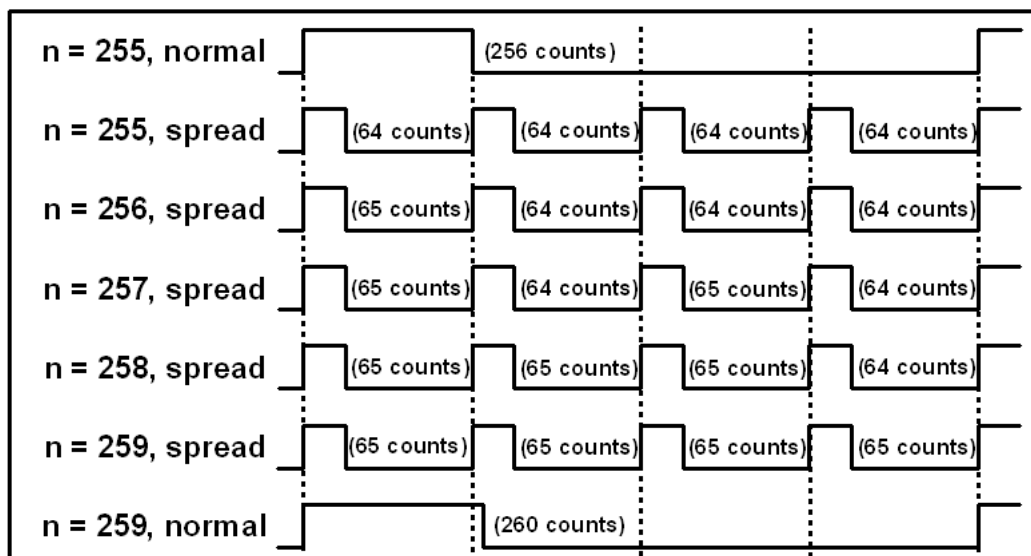 n = 255, normal (256 counts)
n = 255, spread (64 counts) (64 counts) (64 counts) (64 counts)
n = 256, spread (65 counts) (64 counts) (64 counts) (64 counts)
n = 257, spread (65 counts) (64 counts) (65 counts) (64 counts)
n = 258, spread (65 counts) (65 counts) (65 counts) (64 counts)
n = 259, spread (65 counts) (65 counts) (65 counts) (65 counts)
n = 259, normal (260 counts)